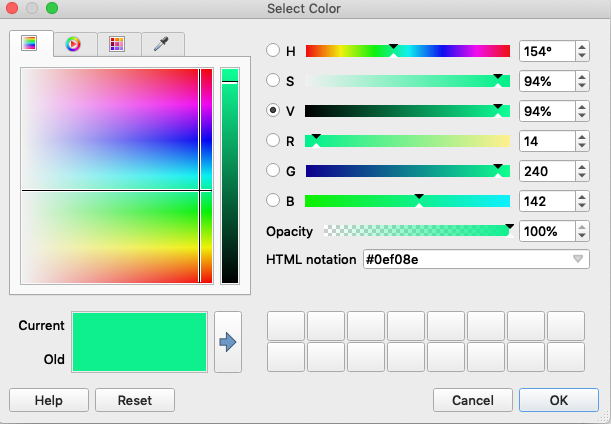 Select Color
H 154°
S 94%
V 94%
R 14
G 240
B 142
Opacity 100%
HTML notation #0ef08e
Current
Old
Help Reset Cancel OK